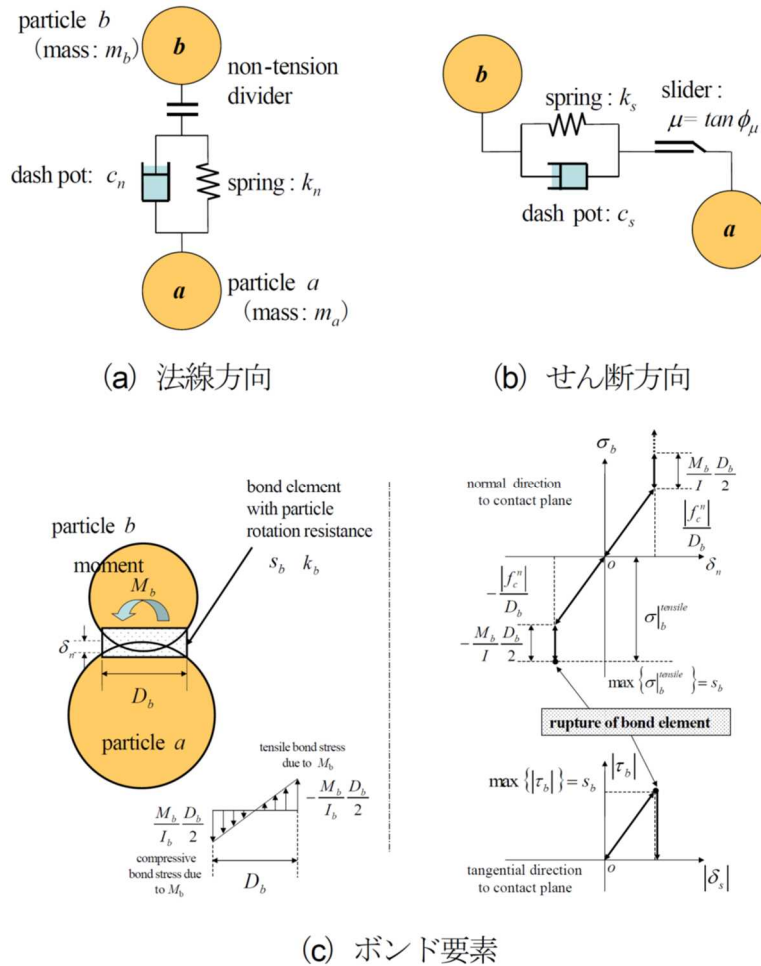 particle b
(mass: m_b)
b
non-tension
divider
dash pot: c_n
spring: k_n
a
particle a
(mass: m_a)
(a) 法線方向
b
spring: k_s
slider:
μ= tan ϕ_μ
dash pot: c_s
a
(b) せん断方向
bond element
with particle
rotation resistance
s_b k_b
particle b
moment
M_b
δ_n
D_b
particle a
tensile bond stress
due to M_b
M_b/I_b D_b/2
-M_b/I_b D_b/2
compressive
bond stress due
to M_b
D_b
σ_b
normal direction
to contact plane
M_b/I D_b/2
|f_c^n|/D_b
o
δ_n
-|f_c^n|/D_b
σ|_b^{tensile}
-M_b/I D_b/2
max{σ|_b^{tensile}}= s_b
rupture of bond element
|τ_b|
max{|τ_b|}= s_b
tangential direction
to contact plane
o
|δ_s|
(c) ボンド要素